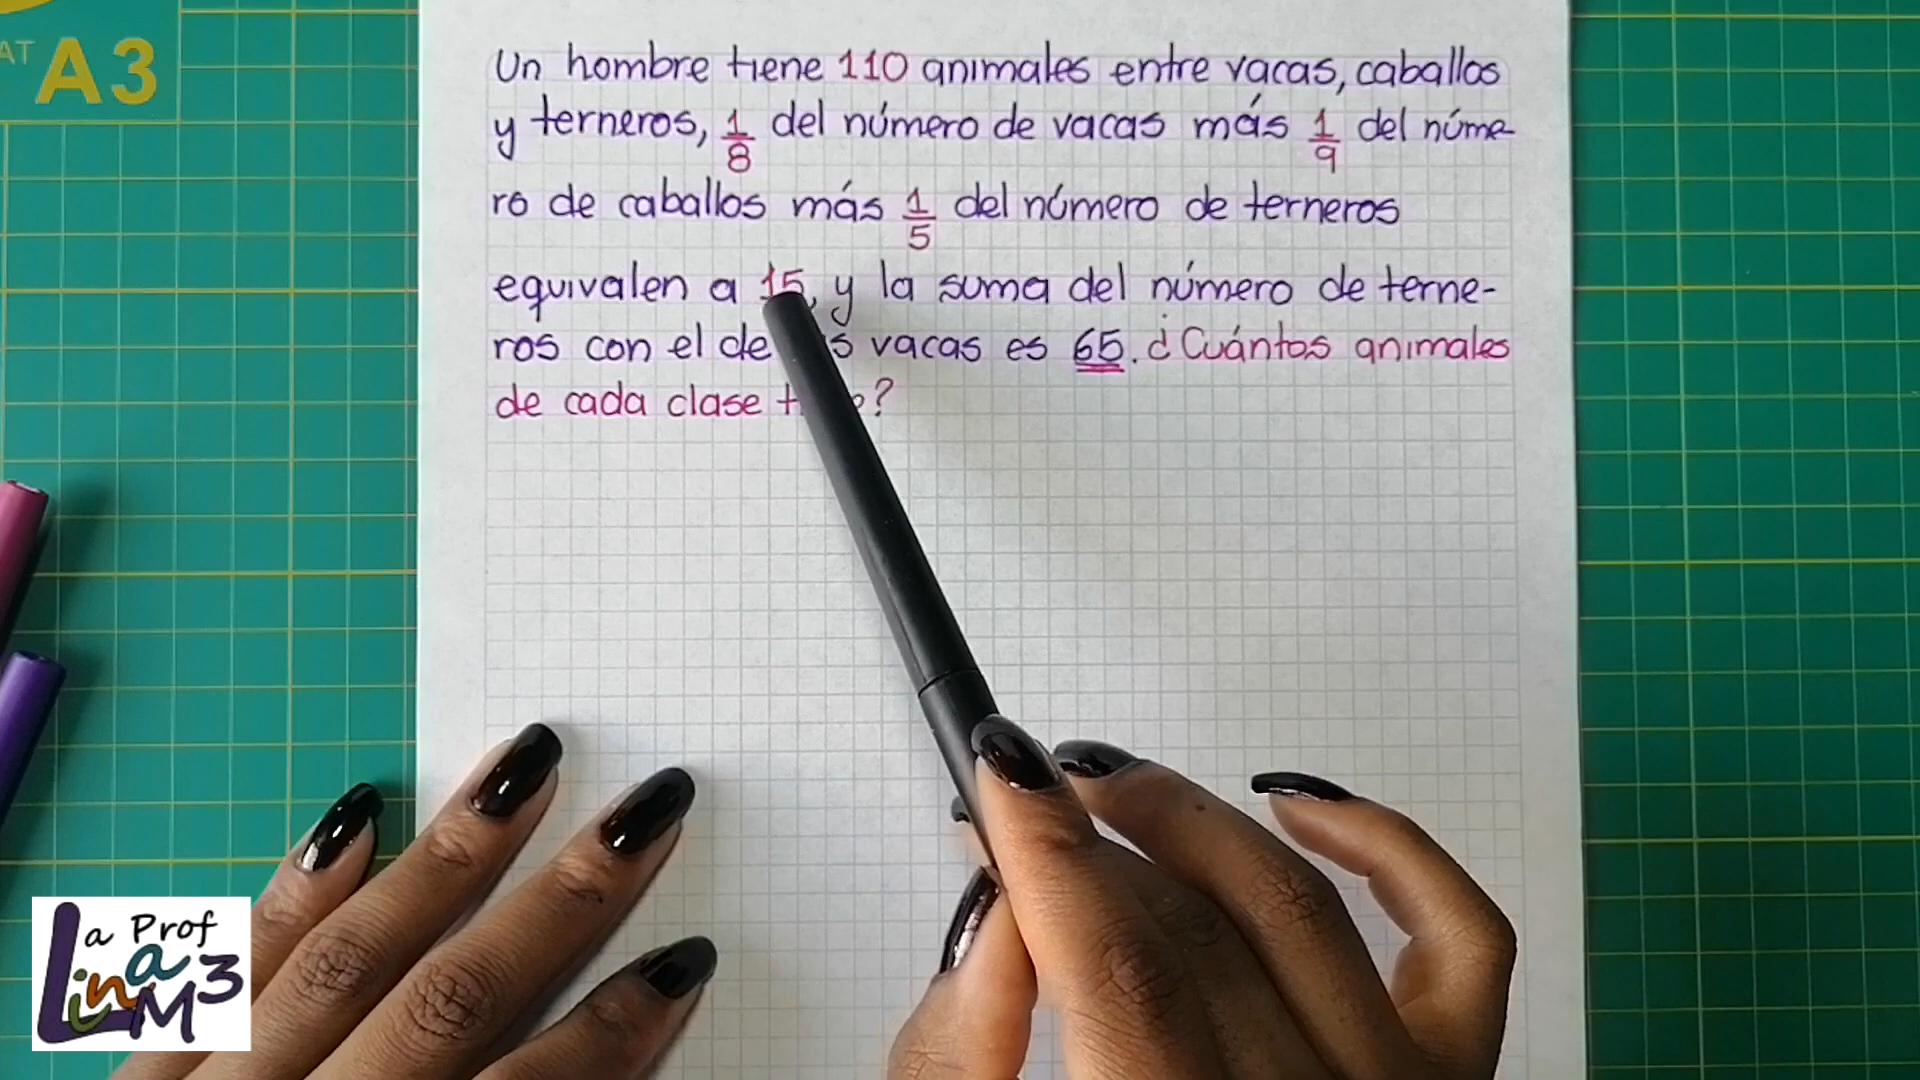 AT A3
Un hombre tiene 110 animales entre vacas, caballos
y terneros, 1/8 del número de vacas más 1/9 del núme-
ro de caballos más 1/5 del número de terneros
equivalen a 15, y la suma del número de terne-
ros con el de vacas es 65. ¿Cuántos animales
de cada clase ?
La Prof
Lina M3